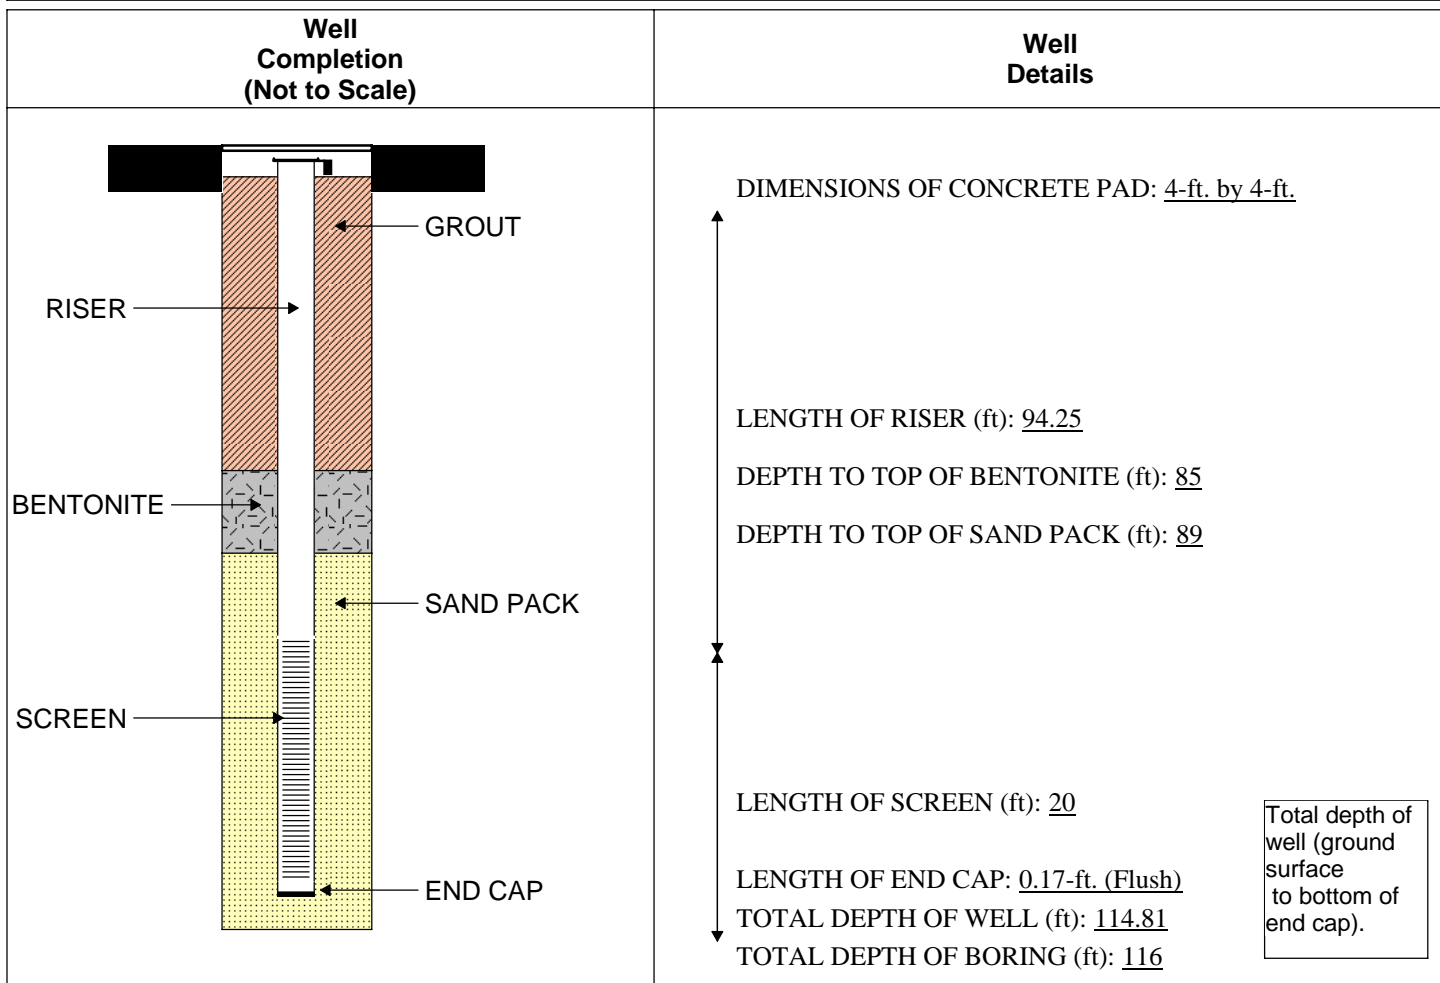 Well
Completion
(Not to Scale)
Well
Details
GROUT
RISER
BENTONITE
SAND PACK
SCREEN
END CAP
DIMENSIONS OF CONCRETE PAD: 4-ft. by 4-ft.
LENGTH OF RISER (ft): 94.25
DEPTH TO TOP OF BENTONITE (ft): 85
DEPTH TO TOP OF SAND PACK (ft): 89
LENGTH OF SCREEN (ft): 20
LENGTH OF END CAP: 0.17-ft. (Flush)
TOTAL DEPTH OF WELL (ft): 114.81
TOTAL DEPTH OF BORING (ft): 116
Total depth of
well (ground
surface
to bottom of
end cap).